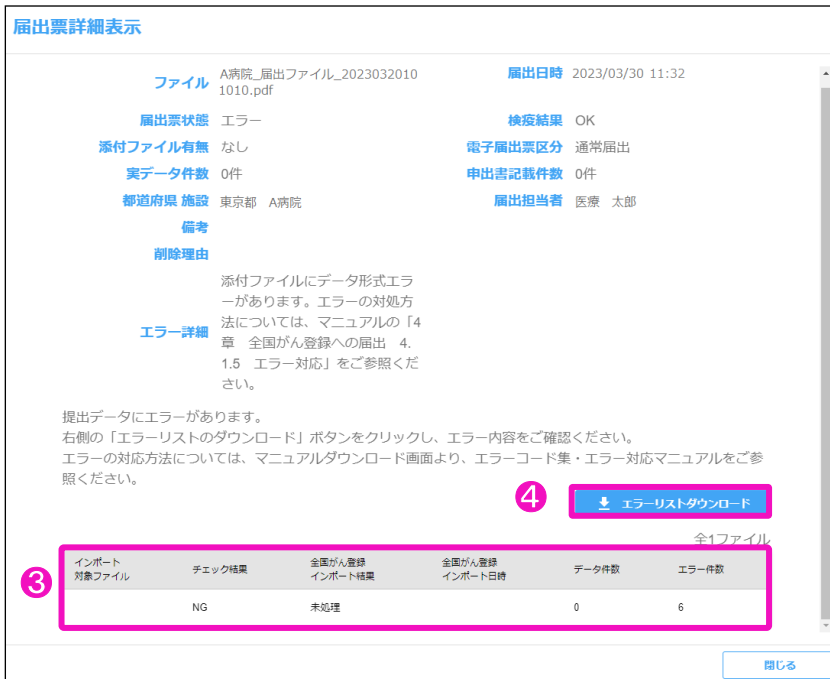 届出票詳細表示
ファイル A病院_届出ファイル_2023032010
1010.pdf
届出日時 2023/03/30 11:32
届出票状態 エラー
検疫結果 OK
添付ファイル有無 なし
電子届出票区分 通常届出
実データ件数 0件
申出書記載件数 0件
都道府県 施設 東京都 A病院
届出担当者 医療 太郎
備考
削除理由
エラー詳細
添付ファイルにデータ形式エラ
ーがあります。エラーの対処方
法については、マニュアルの「4
章 全国がん登録への届出 4.
1.5 エラー対応」をご参照くだ
さい。
提出データにエラーがあります。
右側の「エラーリストのダウンロード」ボタンをクリックし、エラー内容をご確認ください。
エラーの対応方法については、マニュアルダウンロード画面より、エラーコード集・エラー対応マニュアルをご参
照ください。
4 エラーリストダウンロード
全1ファイル
3
インポート
対象ファイル
チェック結果
全国がん登録
インポート結果
全国がん登録
インポート日時
データ件数
エラー件数
NG 未処理 0 6
閉じる